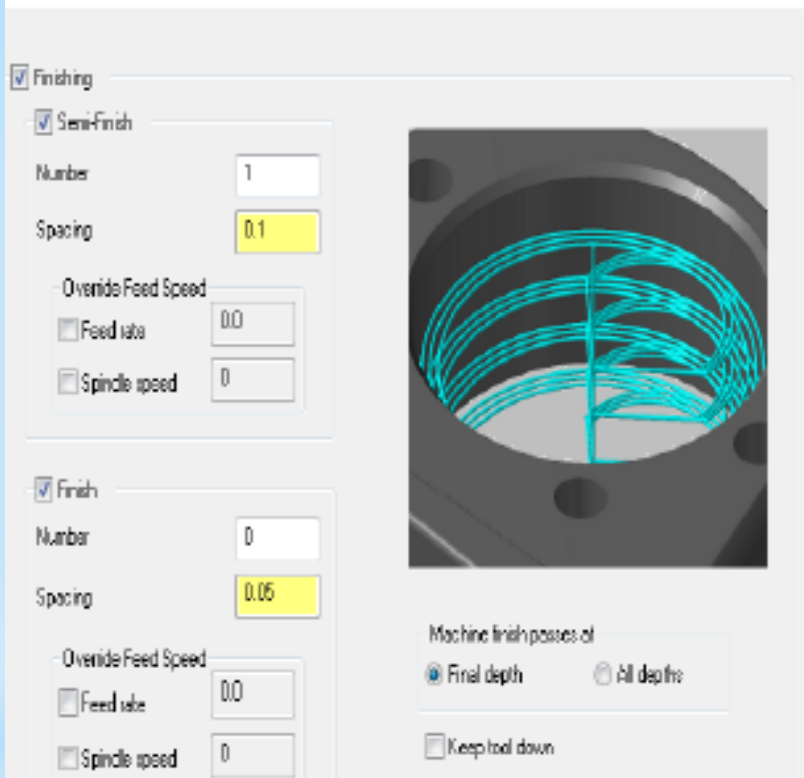 Finishing
Semi-Finish
Number 1
Spacing 0.1
Override Feed Speed
Feed rate 0.0
Spindle speed 0
Finish
Number 0
Spacing 0.05
Machine finish passes at
Final depth All depths
Override Feed Speed
Feed rate 0.0
Keep tool down
Spindle speed 0